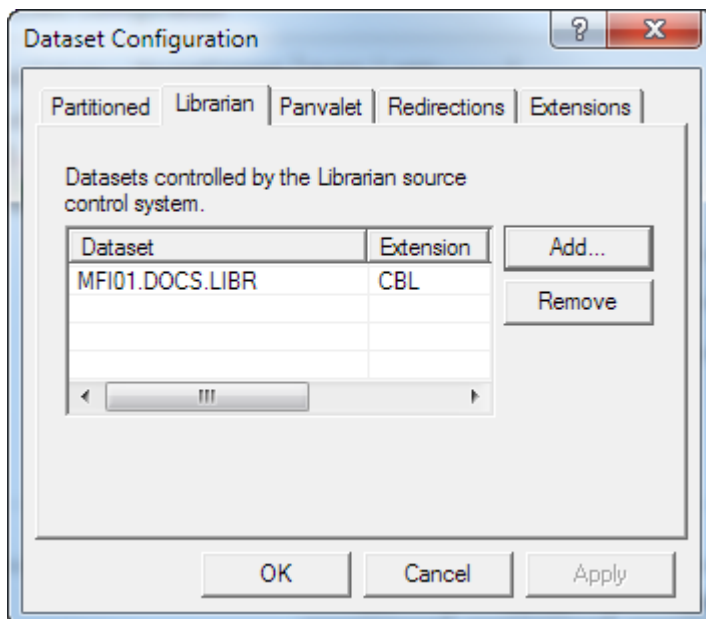 Dataset Configuration
?
X
Partitioned
Librarian
Panvalet
Redirections
Extensions
Datasets controlled by the Librarian source
control system.
Dataset Extension
MFI01.DOCS.LIBR CBL
Add...
Remove
OK
Cancel
Apply